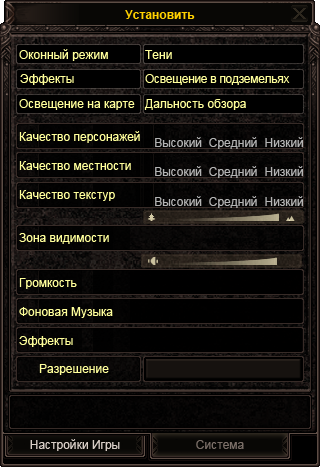 Установить
Оконный режим Тени
Эффекты Освещение в подземельях
Освещение на карте Дальность обзора
Качество персонажей Высокий Средний Низкий
Качество местности Высокий Средний Низкий
Качество текстур Высокий Средний Низкий
Зона видимости
Громкость
Фоновая Музыка
Эффекты
Разрешение
Настройки Игры Система